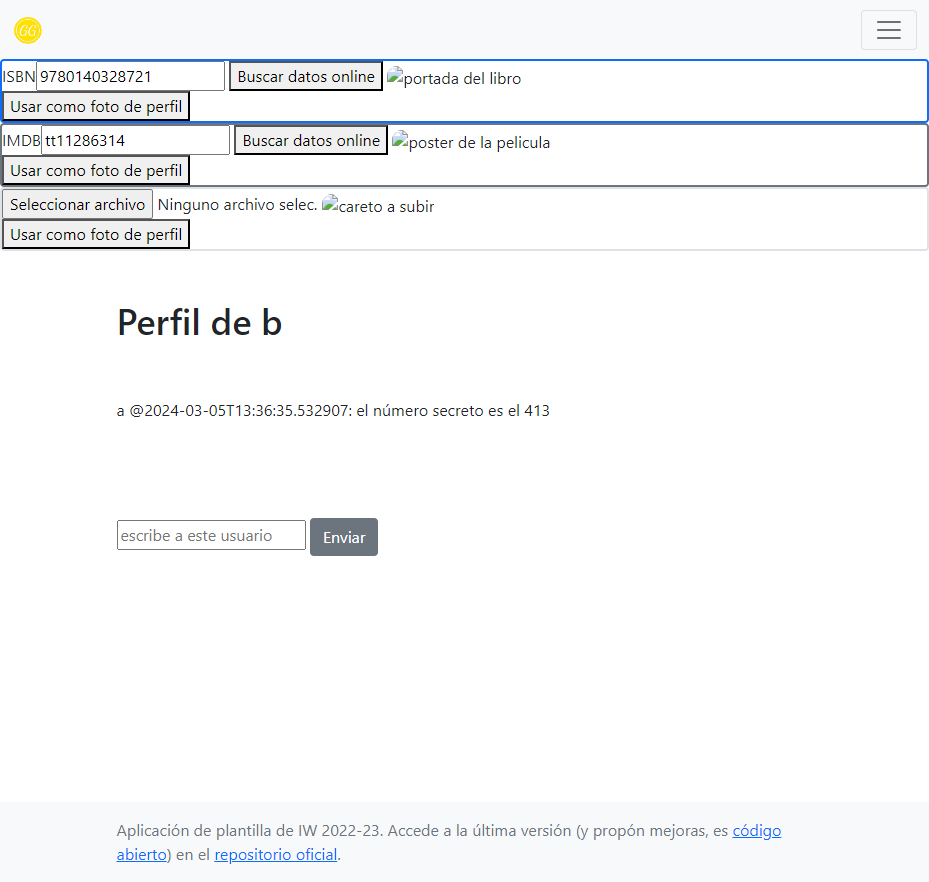 GG
ISBN 9780140328721 Buscar datos online portada del libro
Usar como foto de perfil
IMDB tt11286314 Buscar datos online poster de la pelicula
Usar como foto de perfil
Seleccionar archivo Ninguno archivo selec. careto a subir
Usar como foto de perfil
Perfil de b
a @2024-03-05T13:36:35.532907: el número secreto es el 413
escribe a este usuario Enviar
Aplicación de plantilla de IW 2022-23. Accede a la última versión (y propón mejoras, es código
abierto) en el repositorio oficial.